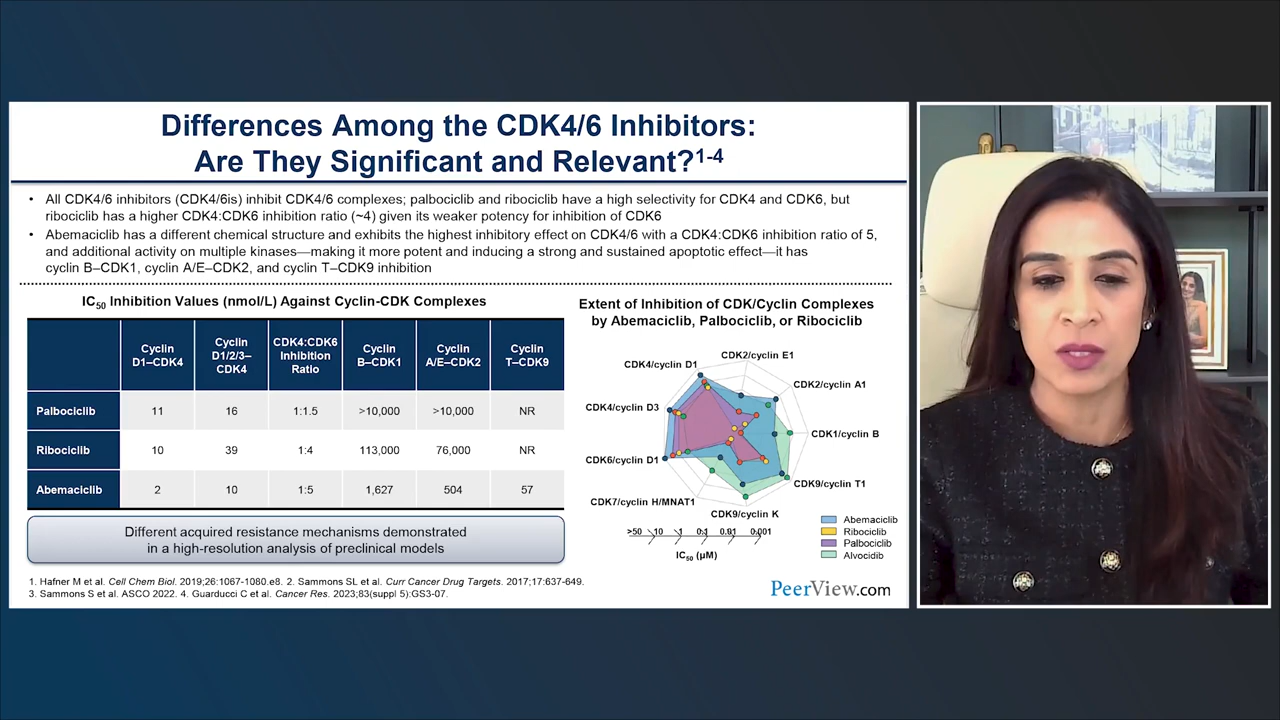 Differences Among the CDK4/6 Inhibitors:
Are They Significant and Relevant?1-4
• All CDK4/6 inhibitors (CDK4/6is) inhibit CDK4/6 complexes; palbociclib and ribociclib have a high selectivity for CDK4 and CDK6, but
ribociclib has a higher CDK4:CDK6 inhibition ratio (~4) given its weaker potency for inhibition of CDK6
• Abemaciclib has a different chemical structure and exhibits the highest inhibitory effect on CDK4/6 with a CDK4:CDK6 inhibition ratio of 5,
and additional activity on multiple kinases—making it more potent and inducing a strong and sustained apoptotic effect—it has
cyclin B–CDK1, cyclin A/E–CDK2, and cyclin T–CDK9 inhibition
IC50 Inhibition Values (nmol/L) Against Cyclin-CDK Complexes
Cyclin D1–CDK4 Cyclin D1/2/3–CDK4 CDK4:CDK6 Inhibition Ratio Cyclin B–CDK1 Cyclin A/E–CDK2 Cyclin T–CDK9
Palbociclib 11 16 1:1.5 >10,000 >10,000 NR
Ribociclib 10 39 1:4 113,000 76,000 NR
Abemaciclib 2 10 1:5 1,627 504 57
Different acquired resistance mechanisms demonstrated
in a high-resolution analysis of preclinical models
Extent of Inhibition of CDK/Cyclin Complexes
by Abemaciclib, Palbociclib, or Ribociclib
CDK2/cyclin E1
CDK4/cyclin D1
CDK2/cyclin A1
CDK4/cyclin D3
CDK1/cyclin B
CDK6/cyclin D1
CDK9/cyclin T1
CDK7/cyclin H/MNAT1
CDK9/cyclin K
>50 10 1 0.1 0.01 0.001
IC50 (µM)
Abemaciclib
Ribociclib
Palbociclib
Alvocidib
1. Hafner M et al. Cell Chem Biol. 2019;26:1067-1080.e8. 2. Sammons SL et al. Curr Cancer Drug Targets. 2017;17:637-649.
3. Sammons S et al. ASCO 2022. 4. Guarducci C et al. Cancer Res. 2023;83(suppl 5):GS3-07.
PeerView.com